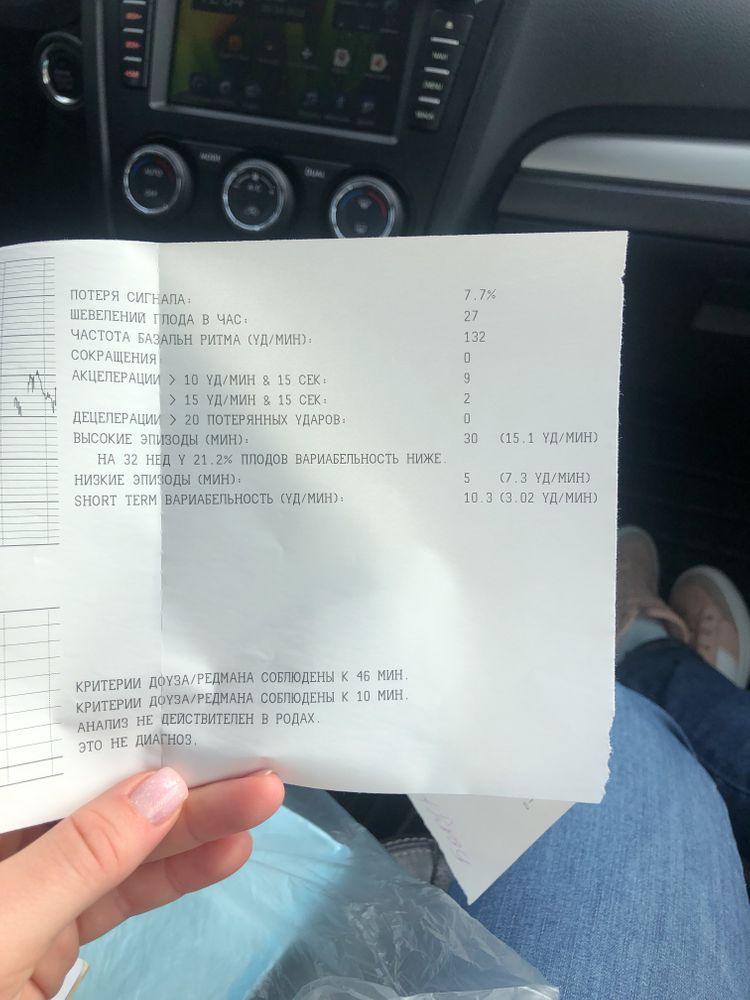 MODE
DUAL
AUTO
OFF
A/C
ПОТЕРЯ СИГНАЛА: 7.7%
ШЕВЕЛЕНИЙ ПЛОДА В ЧАС: 27
ЧАСТОТА БАЗАЛЬН РИТМА (УД/МИН): 132
СОКРАЩЕНИЯ 0
АКЦЕЛЕРАЦИИ > 10 УД/МИН & 15 СЕК: 9
> 15 УД/МИН & 15 СЕК: 2
ДЕЦЕЛЕРАЦИИ > 20 ПОТЕРЯННЫХ УДАРОВ: 0
ВЫСОКИЕ ЭПИЗОДЫ (МИН): 30 (15.1 УД/МИН)
НА 32 НЕД У 21.2% ПЛОДОВ ВАРИАБЕЛЬНОСТЬ НИЖЕ.
НИЗКИЕ ЭПИЗОДЫ (МИН): 5 (7.3 УД/МИН)
SHORT TERM ВАРИАБЕЛЬНОСТЬ (УД/МИН): 10.3 (3.02 УД/МИН)
КРИТЕРИИ ДОУЗА/РЕДМАНА СОБЛЮДЕНЫ К 46 МИН.
КРИТЕРИИ ДОУЗА/РЕДМАНА СОБЛЮДЕНЫ К 10 МИН.
АНАЛИЗ НЕ ДЕЙСТВИТЕЛЕН В РОДАХ.
ЭТО НЕ ДИАГНОЗ.